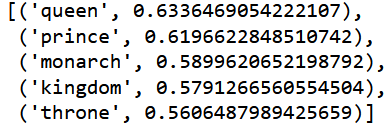 [('queen', 0.6336469054222107),
('prince', 0.6196622848510742),
('monarch', 0.5899620652198792),
('kingdom', 0.5791266560554504),
('throne', 0.5606487989425659)]